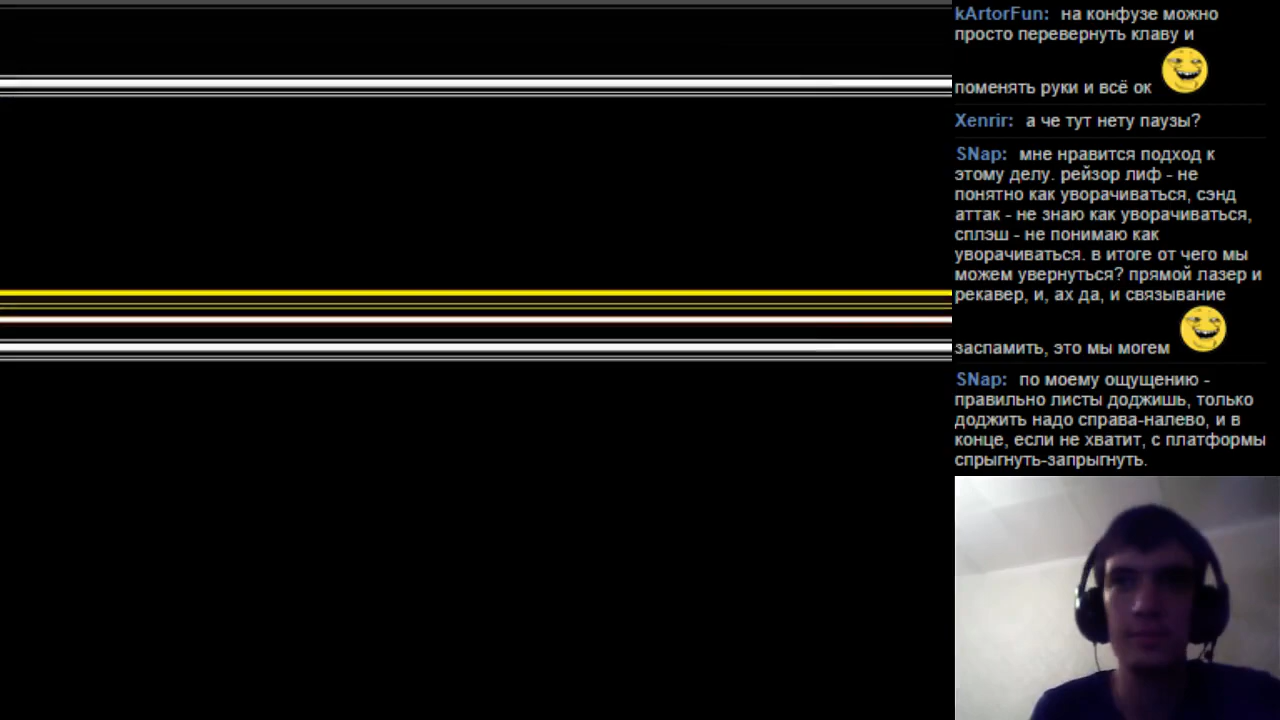 kArtorFun: на конфузе можно
просто перевернуть клаву и
поменять руки и всё ок
Xenrir: а че тут нету паузы?
SNap: мне нравится подход к
этому делу. рейзор лиф - не
понятно как уворачиваться, сэнд
аттак - не знаю как уворачиваться,
сплэш - не понимаю как
уворачиваться. в итоге от чего мы
можем увернуться? прямой лазер и
рекавер, и, ах да, и связывание
заспамить, это мы могем
SNap: по моему ощущению -
правильно листы доджишь, только
доджить надо справа-налево, и в
конце, если не хватит, с платформы
спрыгнуть-запрыгнуть.